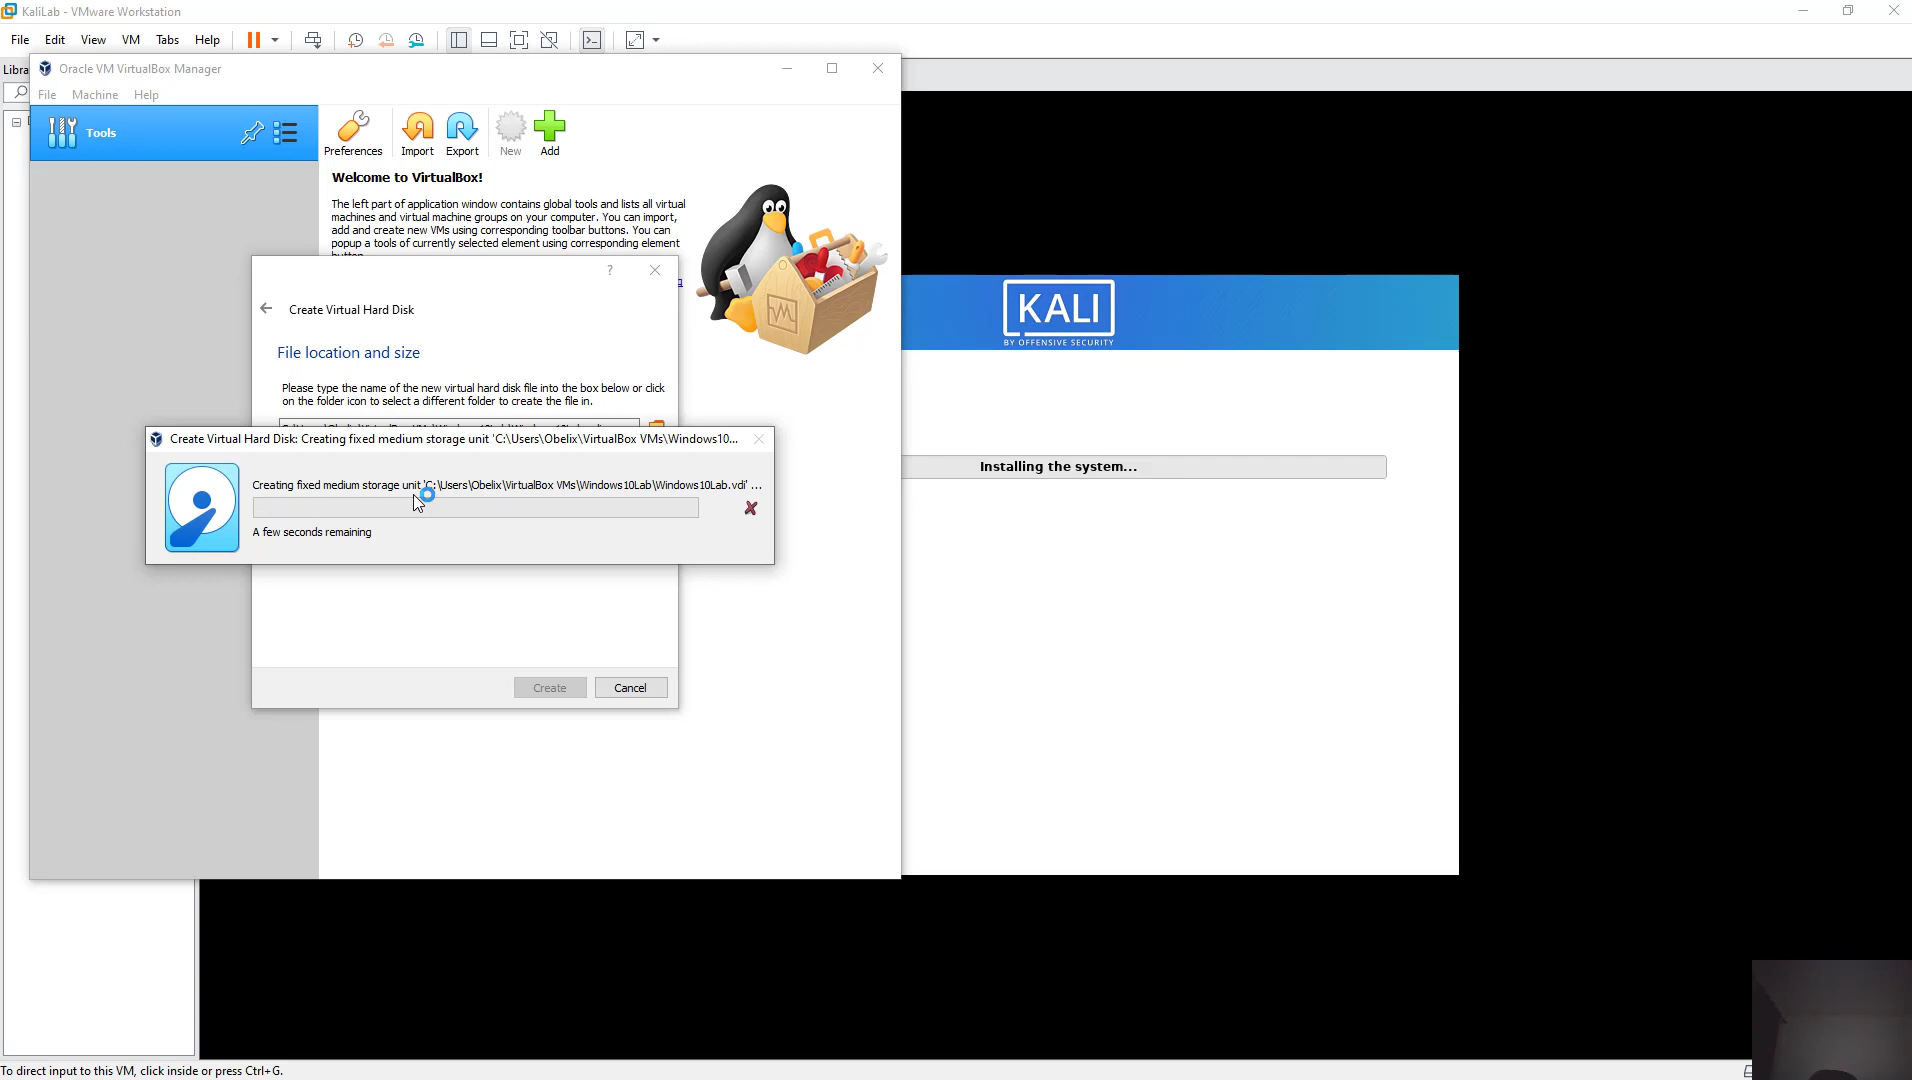 KaliLab - VMware Workstation
File Edit View VM Tabs Help
Libra
Oracle VM VirtualBox Manager
File Machine Help
Tools
Preferences Import Export New Add
Welcome to VirtualBox!
The left part of application window contains global tools and lists all virtual
machines and virtual machine groups on your computer. You can import,
add and create new VMs using corresponding toolbar buttons. You can
popup a tools of currently selected element using corresponding element
Create Virtual Hard Disk
File location and size
Please type the name of the new virtual hard disk file into the box below or click
on the folder icon to select a different folder to create the file in.
Create Virtual Hard Disk: Creating fixed medium storage unit 'C:\Users\Obelix\VirtualBox VMs\Windows10...
Creating fixed medium storage unit 'C:\Users\Obelix\VirtualBox VMs\Windows10Lab\Windows10Lab.vdi' ...
A few seconds remaining
Create Cancel
KALI
BY OFFENSIVE SECURITY
Installing the system...
To direct input to this VM, click inside or press Ctrl+G.